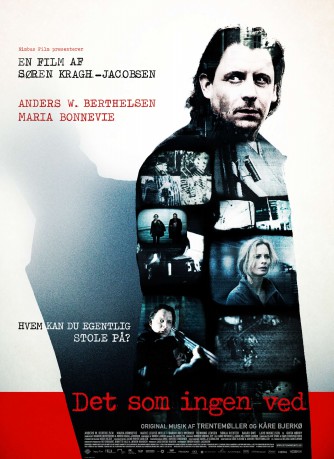 Nimbus Film præsenterer
EN FILM AF
SØREN KRAGH-JACOBSEN
ANDERS W. BERTHELSEN
MARIA BONNEVIE
HVEM KAN DU EGENTLIG
STOLE PÅ?
Det som ingen ved
ORIGINAL MUSIK AF TRENTEMØLLER OG KÅRE BJERKØ